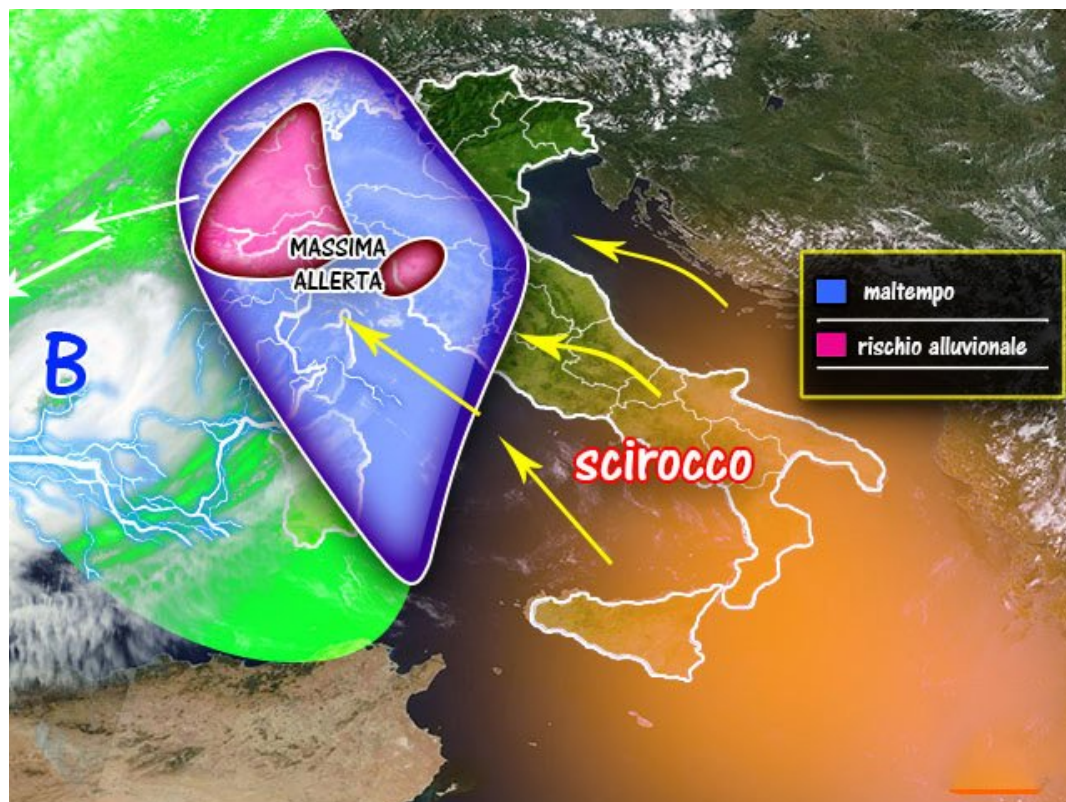 MASSIMA
ALLERTA
B
scirocco
maltempo
rischio alluvionale